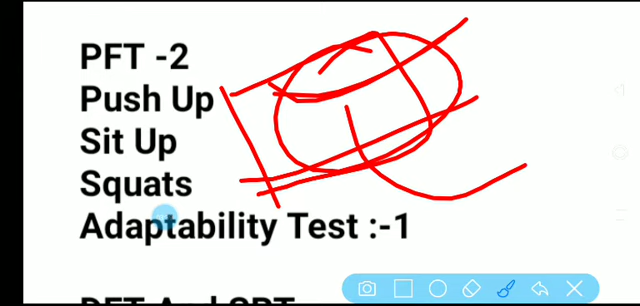 PFT -2
Push Up
Sit Up
Squats
Adaptability Test :-1